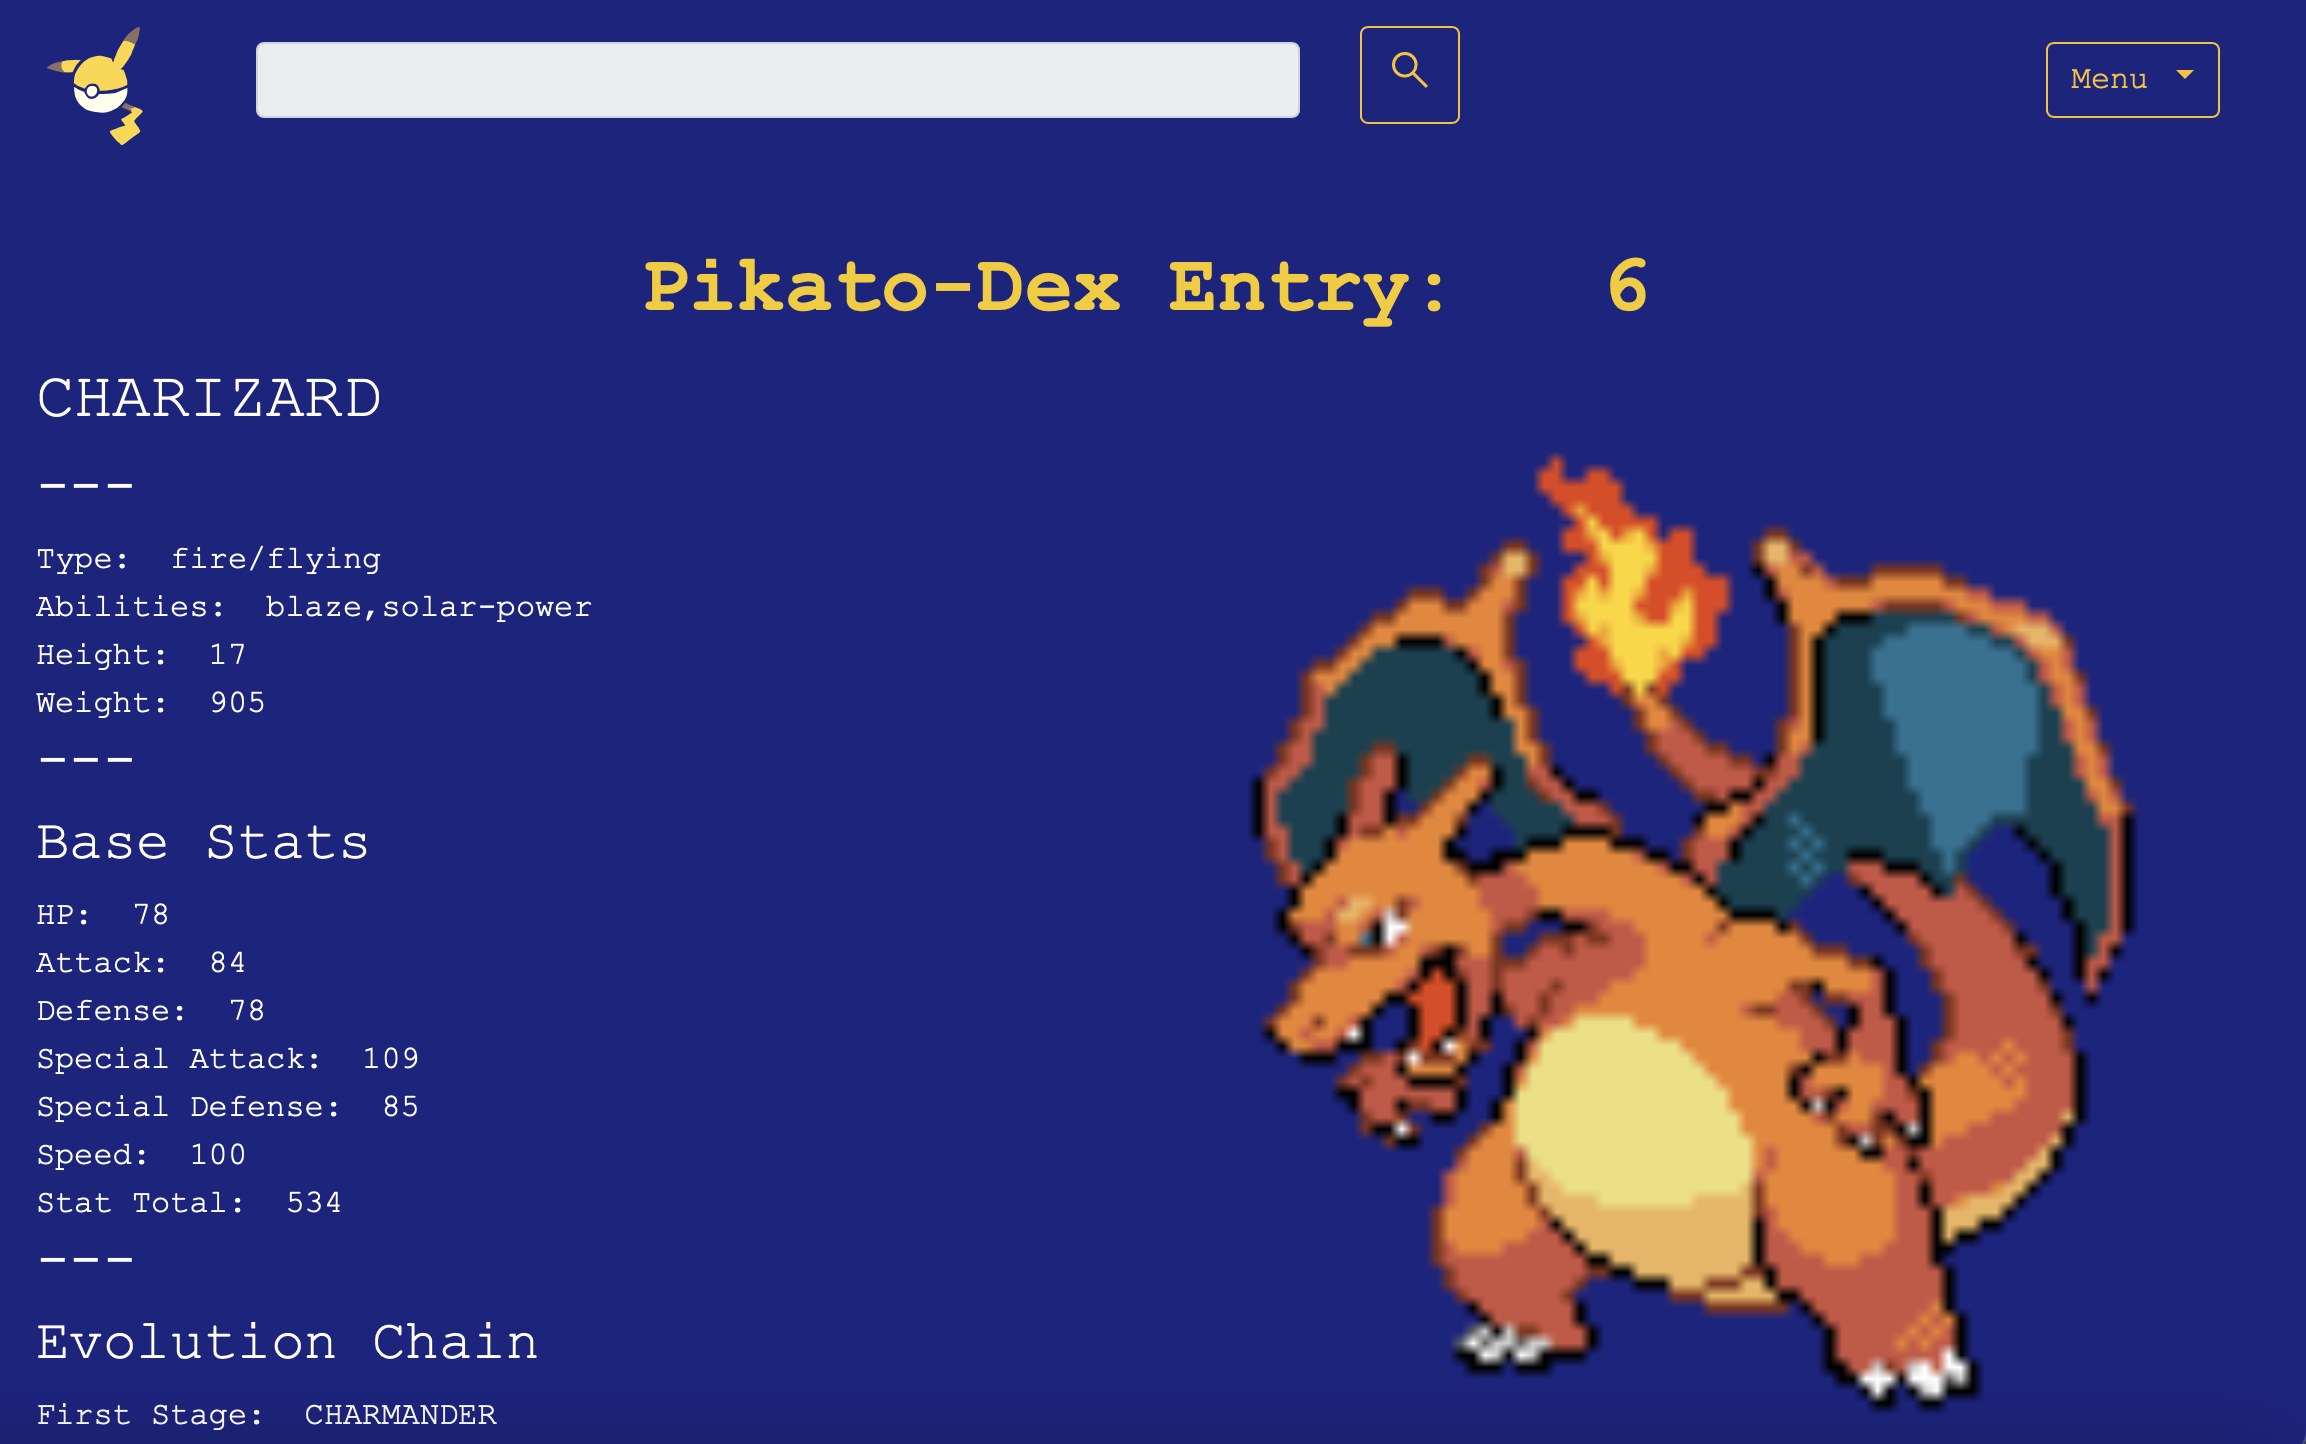 Menu
Pikato-Dex Entry: 6
CHARIZARD
---
Type: fire/flying
Abilities: blaze,solar-power
Height: 17
Weight: 905
---
Base Stats
HP: 78
Attack: 84
Defense: 78
Special Attack: 109
Special Defense: 85
Speed: 100
Stat Total: 534
---
Evolution Chain
First Stage: CHARMANDER